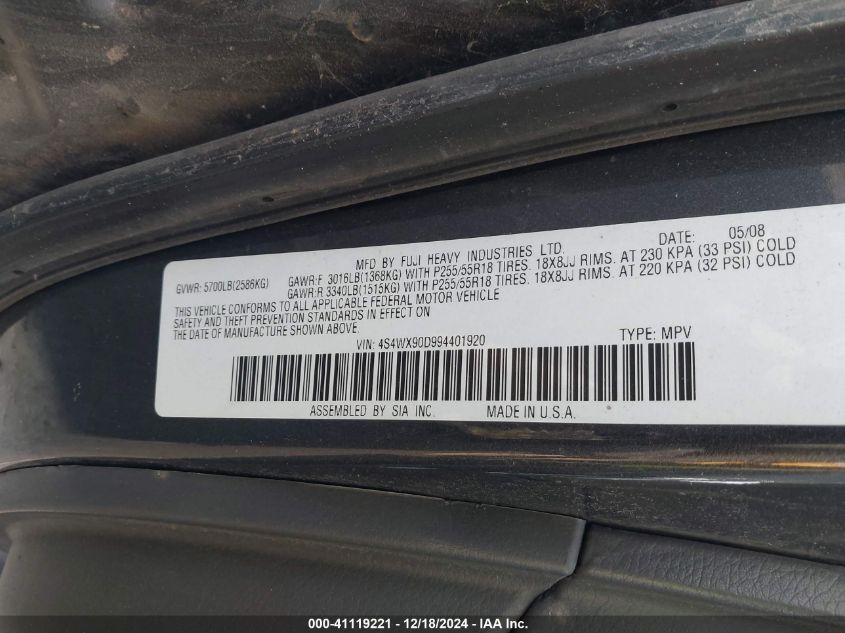 MFD BY FUJI HEAVY INDUSTRIES LTD. DATE: 05/08
GVWR: 5700LB(2586KG) GAWR:F 3016LB(1368KG) WITH P255/55R18 TIRES. 18X8JJ RIMS. AT 230 KPA (33 PSI) COLD
GAWR:R 3340LB(1515KG) WITH P255/55R18 TIRES. 18X8JJ RIMS. AT 220 KPA (32 PSI) COLD
THIS VEHICLE CONFORMS TO ALL APPLICABLE FEDERAL MOTOR VEHICLE
SAFETY AND THEFT PREVENTION STANDARDS IN EFFECT ON
THE DATE OF MANUFACTURE SHOWN ABOVE.
VIN: 4S4WX90D994401920 TYPE: MPV
ASSEMBLED BY SIA INC. MADE IN U.S.A.
000-41119221 - 12/18/2024 - IAA Inc.